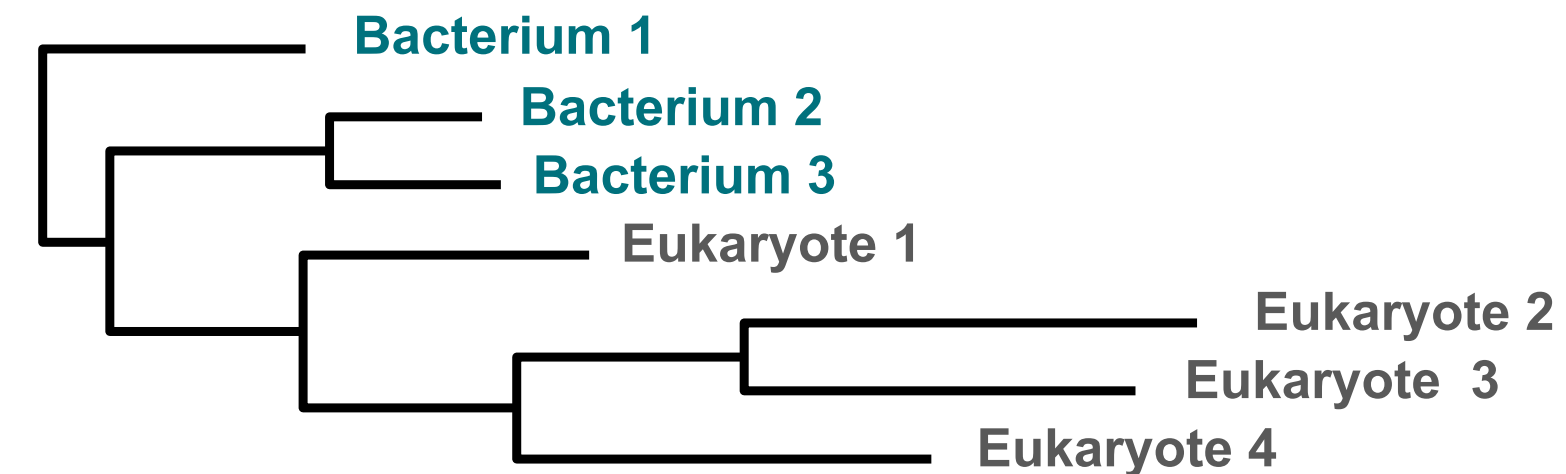 Bacterium 1
Bacterium 2
Bacterium 3
Eukaryote 1
Eukaryote 2
Eukaryote 3
Eukaryote 4